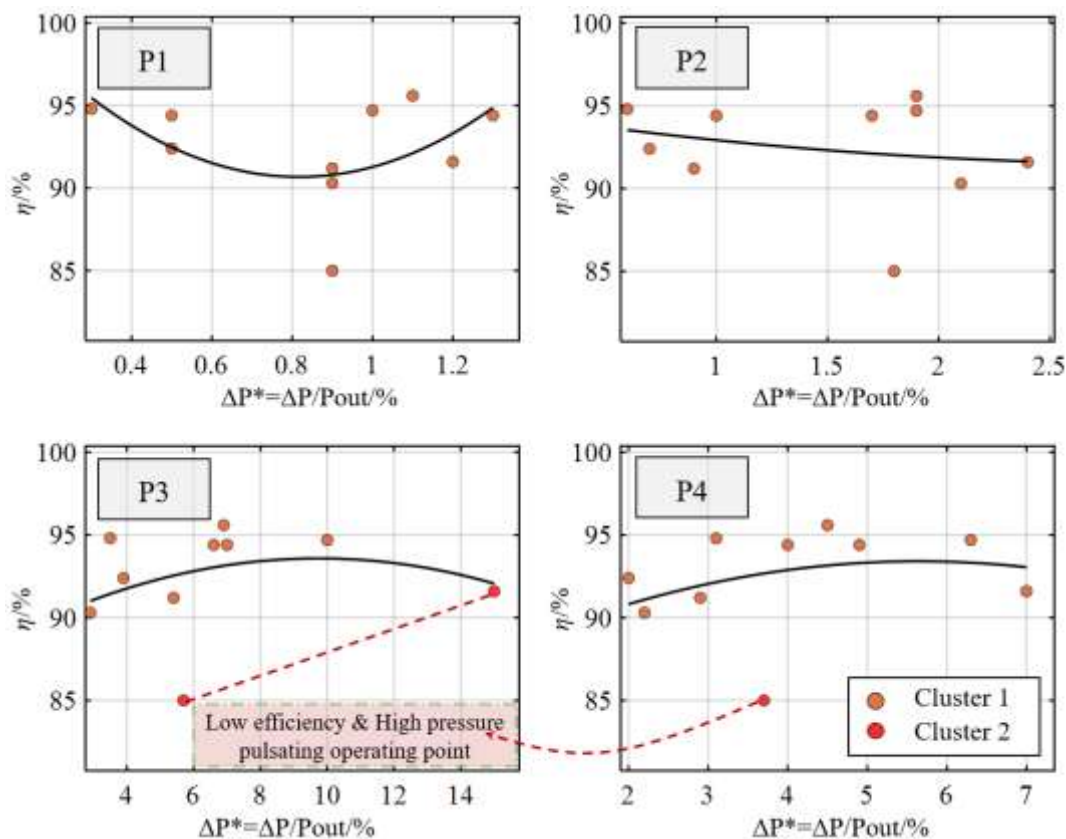 P1
100
95
90
85
η/%
0.4 0.6 0.8 1 1.2
ΔP*=ΔP/Pout/%
P2
100
95
90
85
η/%
1 1.5 2 2.5
ΔP*=ΔP/Pout/%
P3
100
95
90
85
η/%
Low efficiency & High pressure
pulsating operating point
4 6 8 10 12 14
ΔP*=ΔP/Pout/%
P4
100
95
90
85
η/%
Cluster 1
Cluster 2
2 3 4 5 6 7
ΔP*=ΔP/Pout/%